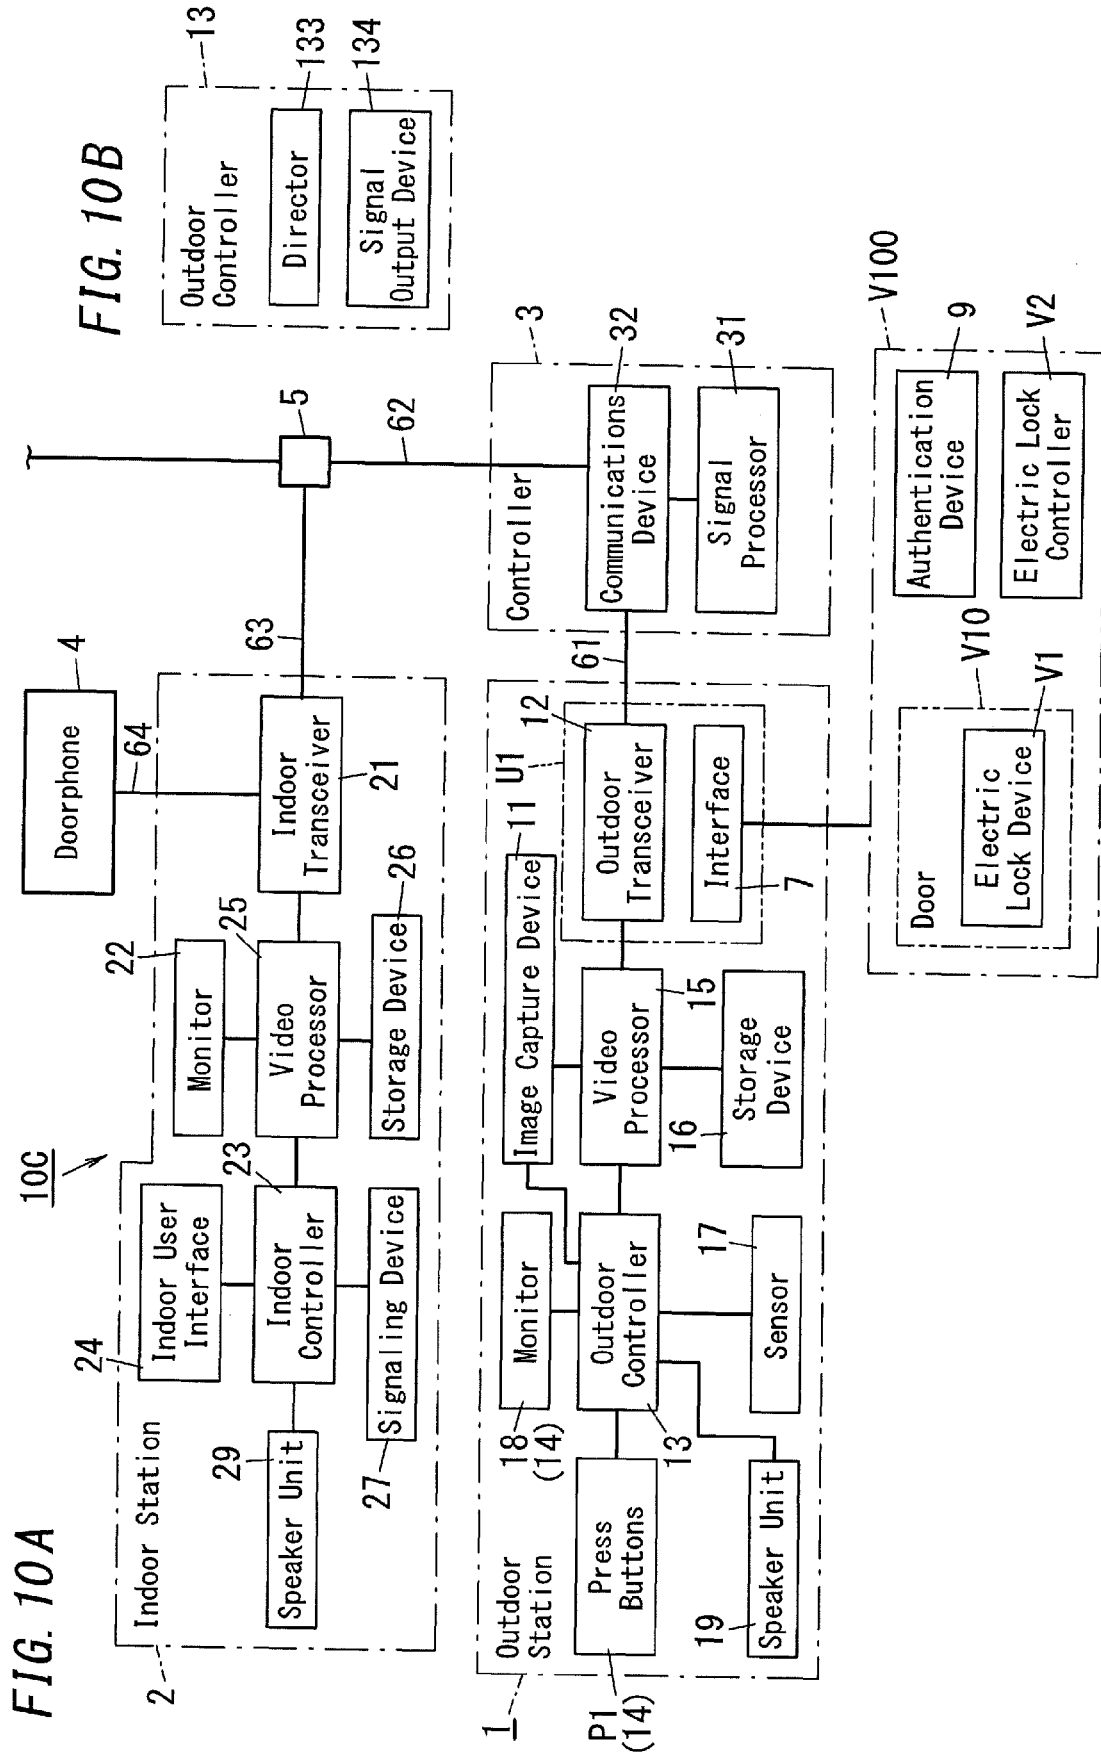 FIG. 10A
10C
Indoor Station
2
24
Indoor User
Interface
22
Monitor
Doorphone
4
64
29
Speaker Unit
23
Indoor
Controller
25
Video
Processor
Indoor
Transceiver
21
63
5
62
27
Signaling Device
Storage Device
26
Outdoor
Station
1
P1
(14)
Press
Buttons
18
(14)
Monitor
Image Capture Device
11
U1
12
Outdoor
Controller
13
Video
Processor
15
Outdoor
Transceiver
61
Interface
7
19
Speaker Unit
Sensor
17
16
Storage
Device
Controller
3
Communications
Device
32
Signal
Processor
31
V100
Door
V10
Electric
Lock Device
V1
Authentication
Device
9
Electric Lock
Controller
V2
FIG. 10B
Outdoor
Controller
13
Director
133
Signal
Output Device
134